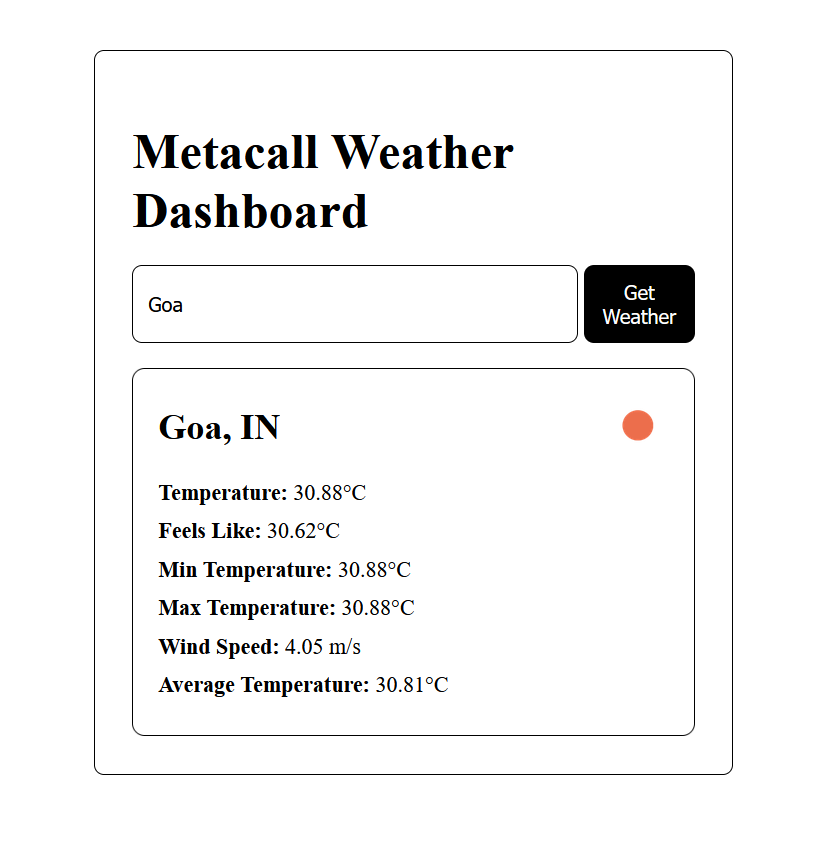 Metacall Weather
Dashboard
Goa
Get
Weather
Goa, IN
Temperature: 30.88°C
Feels Like: 30.62°C
Min Temperature: 30.88°C
Max Temperature: 30.88°C
Wind Speed: 4.05 m/s
Average Temperature: 30.81°C